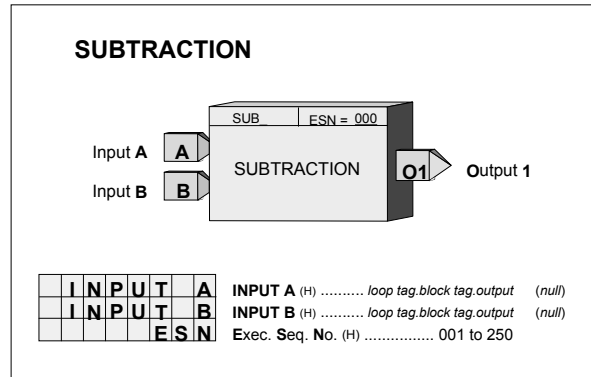 SUBTRACTION
SUB_ ESN = 000
Input A A
SUBTRACTION O1 Output 1
Input B B
INPUT A INPUT A (H) .......... loop tag.block tag.output (null)
INPUT B INPUT B (H) .......... loop tag.block tag.output (null)
ESN Exec. Seq. No. (H) ................ 001 to 250